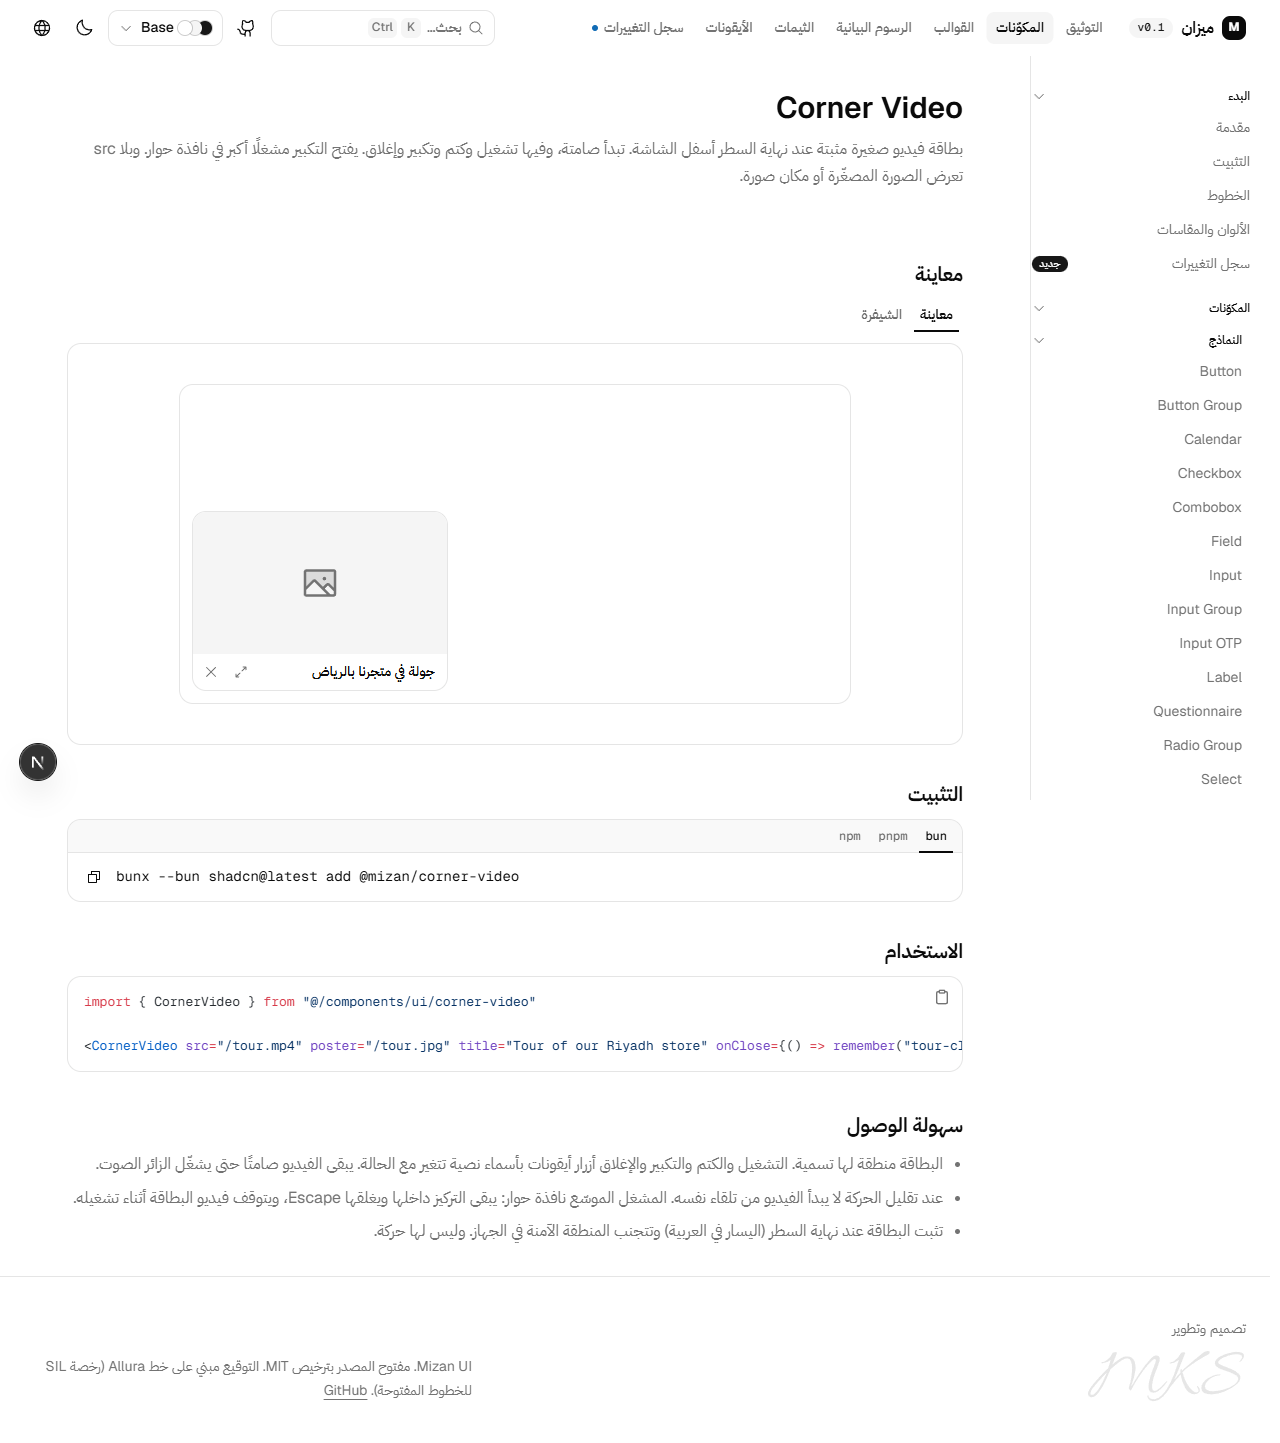 M ميزان v0.1 التوثيق المكوّنات القوالب الرسوم البيانية الثيمات الأيقونات سجل التغييرات بحث... K Ctrl Base
البدء
مقدمة
التثبيت
الخطوط
الألوان والمقاسات
سجل التغييرات جديد
المكوّنات
النماذج
Button
Button Group
Calendar
Checkbox
Combobox
Field
Input
Input Group
Input OTP
Label
Questionnaire
Radio Group
Select
Corner Video
بطاقة فيديو صغيرة مثبتة عند نهاية السطر أسفل الشاشة. تبدأ صامتة، وفيها تشغيل وكتم وتكبير وإغلاق. يفتح التكبير مشغلًا أكبر في نافذة حوار. وبلا src
تعرض الصورة المصغّرة أو مكان صورة.
معاينة
معاينة الشيفرة
جولة في متجرنا بالرياض
N
التثبيت
bun pnpm npm
bunx --bun shadcn@latest add @mizan/corner-video
الاستخدام
import { CornerVideo } from "@/components/ui/corner-video"
<CornerVideo src="/tour.mp4" poster="/tour.jpg" title="Tour of our Riyadh store" onClose={() => remember("tour-cl
سهولة الوصول
• البطاقة منطقة لها تسمية. التشغيل والكتم والتكبير والإغلاق أزرار أيقونات بأسماء نصية تتغير مع الحالة. يبقى الفيديو صامتًا حتى يشغّل الزائر الصوت.
• عند تقليل الحركة لا يبدأ الفيديو من تلقاء نفسه. المشغل الموسّع نافذة حوار: يبقى التركيز داخلها ويغلقها Escape، ويتوقف فيديو البطاقة أثناء تشغيله.
• تثبت البطاقة عند نهاية السطر (اليسار في العربية) وتتجنب المنطقة الآمنة في الجهاز. وليس لها حركة.
تصميم وتطوير
MKS
Mizan UI. مفتوح المصدر بترخيص MIT. التوقيع مبني على خط Allura (رخصة SIL
للخطوط المفتوحة). GitHub